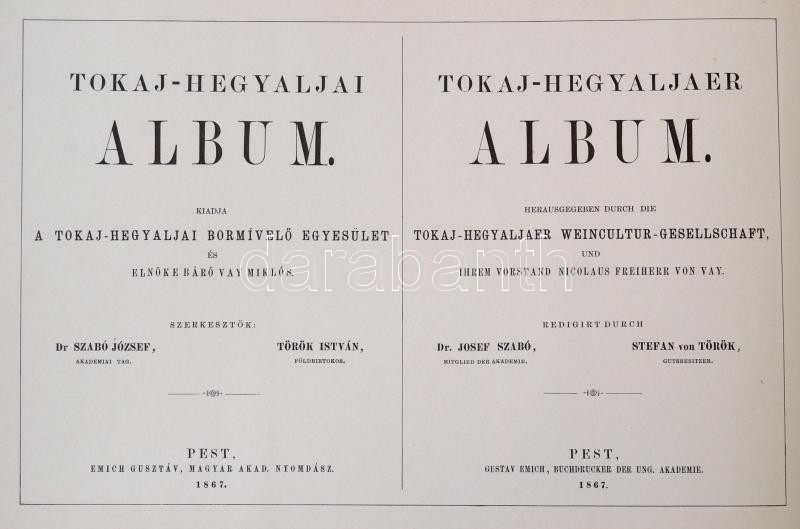 TOKAJ-HEGYALJAI
ALBUM.
KIADJA
A TOKAJ-HEGYALJAI BORMÍVELŐ EGYESÜLET
ÉS
ELNÖKE BÁRÓ VAY MIKLÓS.
SZERKESZTŐK:
Dr SZABÓ JÓZSEF, TÖRÖK ISTVÁN,
AKADEMIAI TAG. FÖLDBIRTOKOS.
PEST,
EMICH GUSZTÁV, MAGYAR AKAD. NYOMDÁSZ.
1867.
TOKAJ-HEGYALJAER
ALBUM.
HERAUSGEGEBEN DURCH DIE
TOKAJ-HEGYALJAER WEINCULTUR-GESELLSCHAFT,
UND
IHREM VORSTAND NICOLAUS FREIHERR VON VAY.
REDIGIRT DURCH
Dr. JOSEF SZABÓ, STEFAN von TÖRÖK,
MITGLIED DER AKADEMIE. GUTSBESITZER.
PEST,
GUSTAV EMICH, BUCHDRUCKER DER UNG. AKADEMIE.
1867.
darabanth